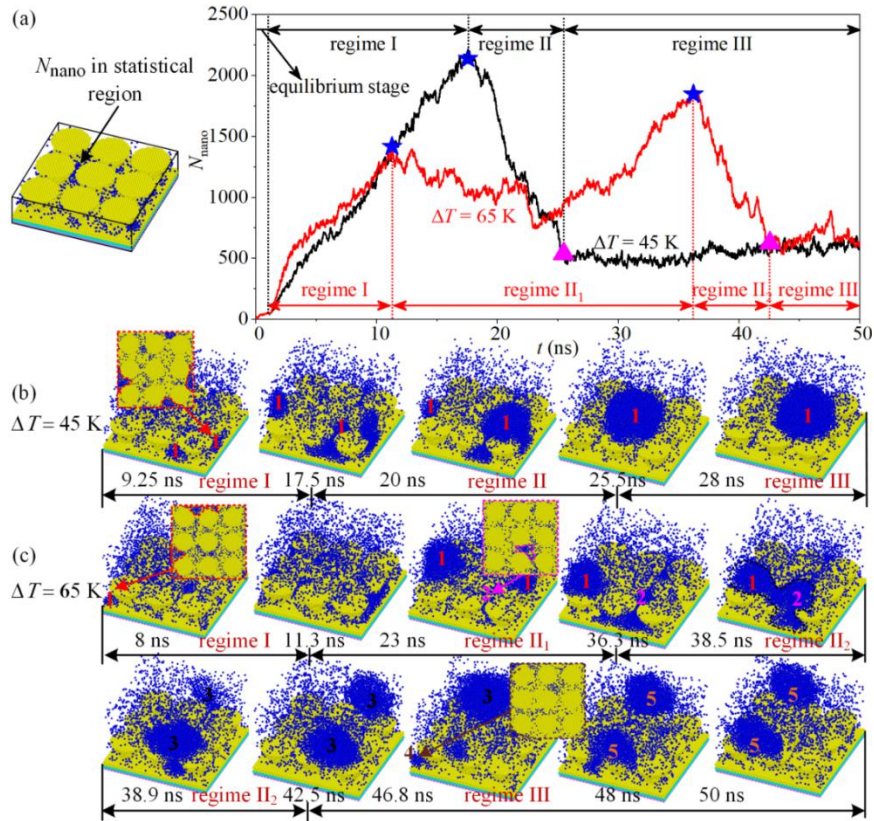 (a)
N_nano in statistical
region
2500
2000
1500
1000
500
0
N_nano
0
10
20
30
40
50
t (ns)
regime I
regime II
regime III
equilibrium stage
ΔT = 65 K
ΔT = 45 K
regime I
regime II₁
regime II₂
regime III
(b)
ΔT = 45 K
1
1
1
1
1
1
1
1
9.25 ns
regime I
17.5 ns
20 ns
regime II
25.5 ns
28 ns
regime III
(c)
ΔT = 65 K
1
1
1
2
1
2
1
2
8 ns
regime I
11.3 ns
23 ns
regime II₁
36.3 ns
38.5 ns
regime II₂
3
3
3
3
4
3
5
5
5
5
38.9 ns
regime II₂
42.5 ns
46.8 ns
regime III
48 ns
50 ns